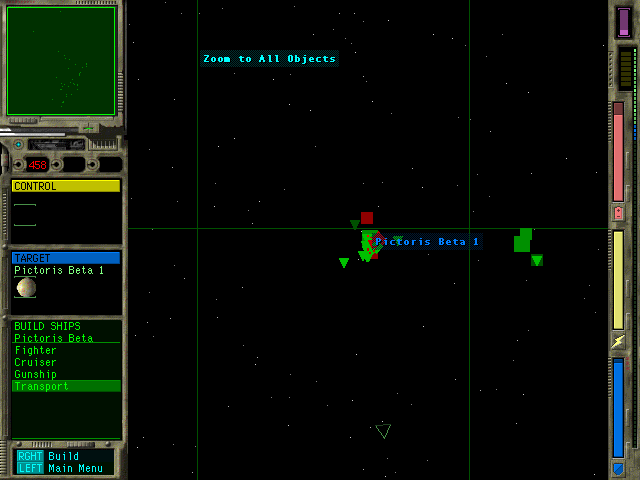 Zoom to All Objects
458
CONTROL
Pictoris Beta 1
TARGET
Pictoris Beta 1
BUILD SHIPS
Pictoris Beta
Fighter
Cruiser
Gunship
Transport
RGHT Build
LEFT Main Menu